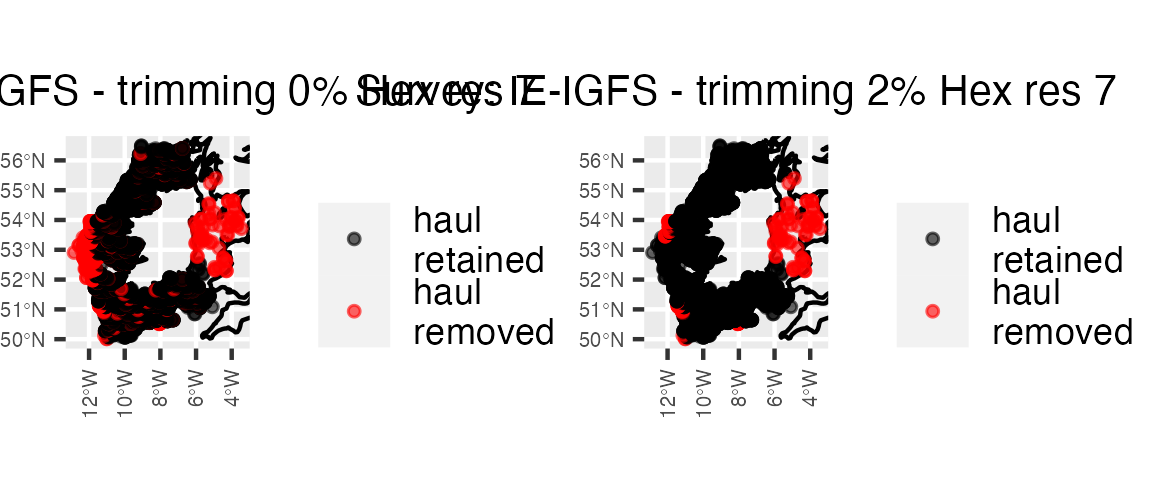 GFS - trimming 0% Hex res 7
Survey: IE-IGFS - trimming 2% Hex res 7
56°N
55°N
54°N
53°N
52°N
51°N
50°N
12°W
10°W
8°W
6°W
4°W
haul
retained
haul
removed
56°N
55°N
54°N
53°N
52°N
51°N
50°N
12°W
10°W
8°W
6°W
4°W
haul
retained
haul
removed